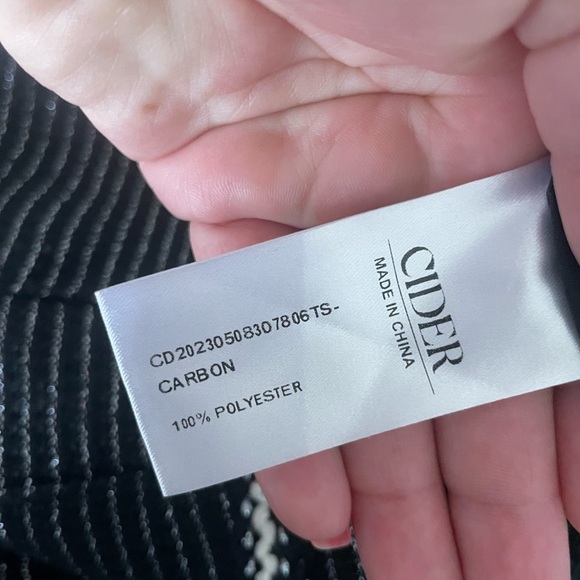 CD20230508307806TS-
CARBON
100% POLYESTER
CIDER
MADE IN CHINA